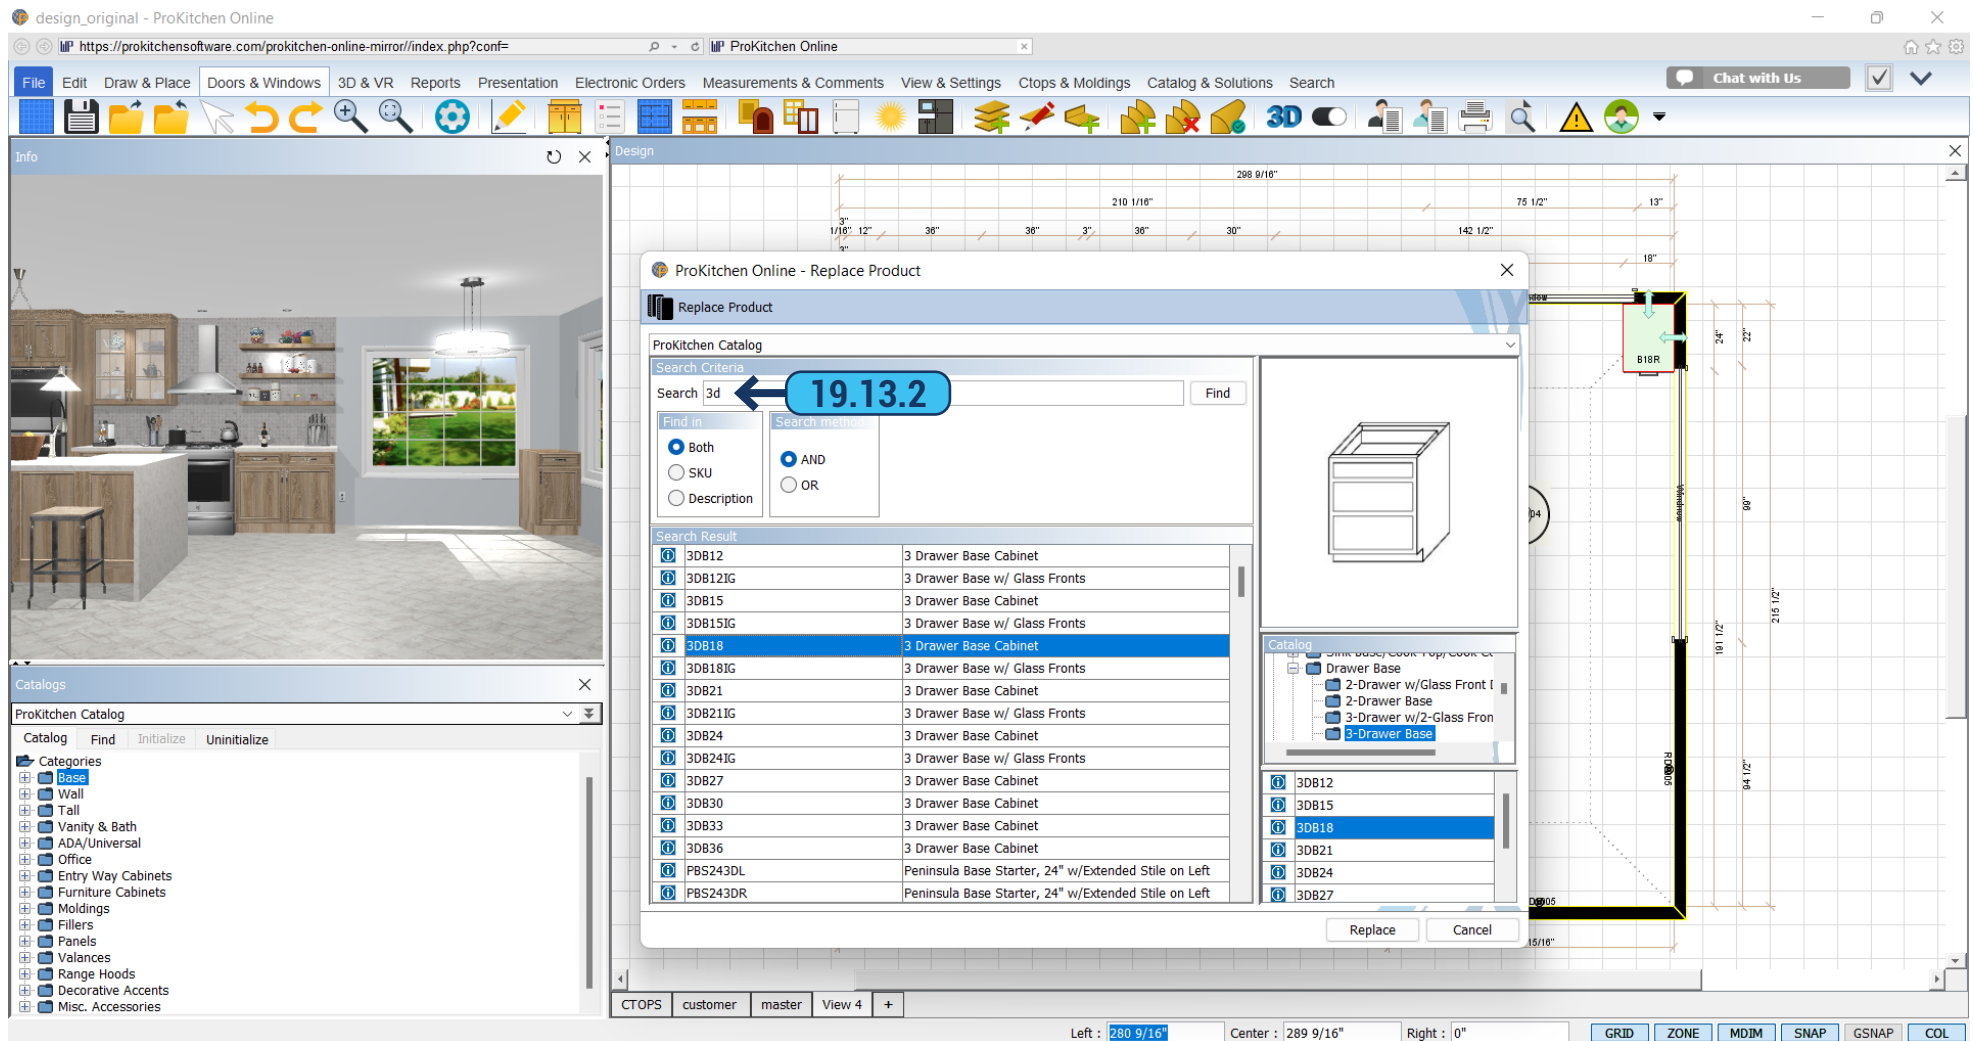 design_original - ProKitchen Online
https://prokitchensoftware.com/prokitchen-online-mirror//index.php?conf=
ProKitchen Online
File Edit Draw & Place Doors & Windows 3D & VR Reports Presentation Electronic Orders Measurements & Comments View & Settings Ctops & Moldings Catalog & Solutions Search
Chat with Us
3D
Info
Design
298 9/16"
210 1/16"
75 1/2"
13"
3"
1/16" 12" 36" 36" 3" 36" 30" 142 1/2"
3"
18"
ProKitchen Online - Replace Product
Replace Product
ProKitchen Catalog
Search Criteria
Search 3d
19.13.2
Find
Find in
Both
SKU
Description
Search method
AND
OR
Search Result
3DB12 3 Drawer Base Cabinet
3DB12IG 3 Drawer Base w/ Glass Fronts
3DB15 3 Drawer Base Cabinet
3DB15IG 3 Drawer Base w/ Glass Fronts
3DB18 3 Drawer Base Cabinet
3DB18IG 3 Drawer Base w/ Glass Fronts
3DB21 3 Drawer Base Cabinet
3DB21IG 3 Drawer Base w/ Glass Fronts
3DB24 3 Drawer Base Cabinet
3DB24IG 3 Drawer Base w/ Glass Fronts
3DB27 3 Drawer Base Cabinet
3DB30 3 Drawer Base Cabinet
3DB33 3 Drawer Base Cabinet
3DB36 3 Drawer Base Cabinet
PBS243DL Peninsula Base Starter, 24" w/Extended Stile on Left
PBS243DR Peninsula Base Starter, 24" w/Extended Stile on Left
Catalog
Drawer Base
2-Drawer w/Glass Front
2-Drawer Base
3-Drawer w/2-Glass Fron
3-Drawer Base
3DB12
3DB15
3DB18
3DB21
3DB24
3DB27
Replace
Cancel
B18R
24"
22"
Window
99"
191 1/2"
215 1/2"
94 1/2"
15/16"
Catalogs
ProKitchen Catalog
Catalog Find Initialize Uninitialize
Categories
Base
Wall
Tall
Vanity & Bath
ADA/Universal
Office
Entry Way Cabinets
Furniture Cabinets
Moldings
Fillers
Panels
Valances
Range Hoods
Decorative Accents
Misc. Accessories
CTOPS customer master View 4 +
Left : 280 9/16" Center : 289 9/16" Right : 0"
GRID ZONE MDIM SNAP GSNAP COL